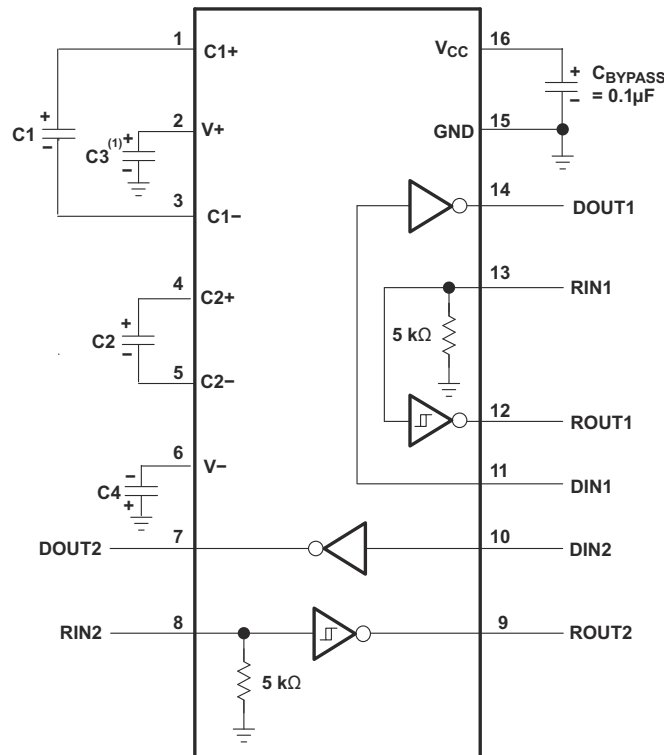 1 C1+ VCC 16
+ C1 −
2 V+
+ C3(1) −
3 C1−
+ CBYPASS
− = 0.1µF
GND 15
14 DOUT1
13 RIN1
5 kΩ
4 C2+
+ C2 −
5 C2−
12 ROUT1
6 V−
− C4 +
11 DIN1
DOUT2 7 10 DIN2
RIN2 8 9 ROUT2
5 kΩ